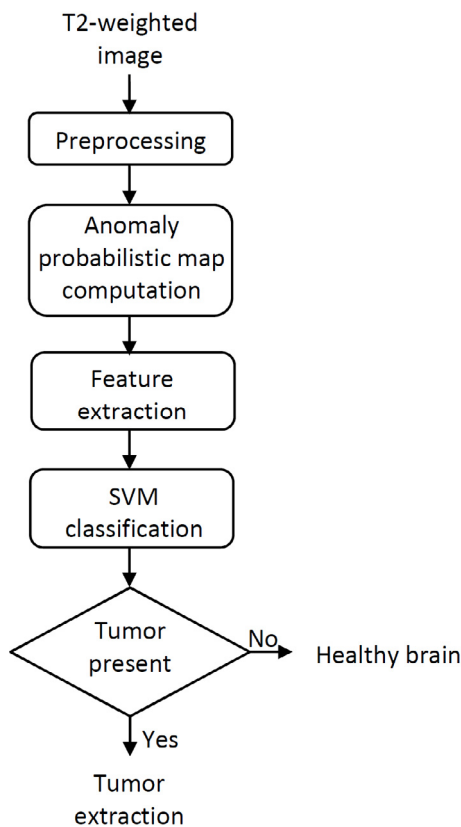 T2-weighted
image
Preprocessing
Anomaly
probabilistic map
computation
Feature
extraction
SVM
classification
Tumor
present
No
Healthy brain
Yes
Tumor
extraction